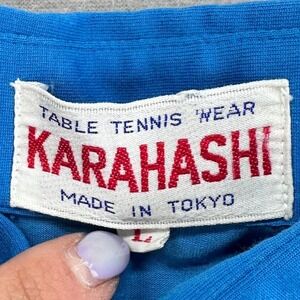 TABLE TENNIS WEAR
KARAHASHI
MADE IN TOKYO
L